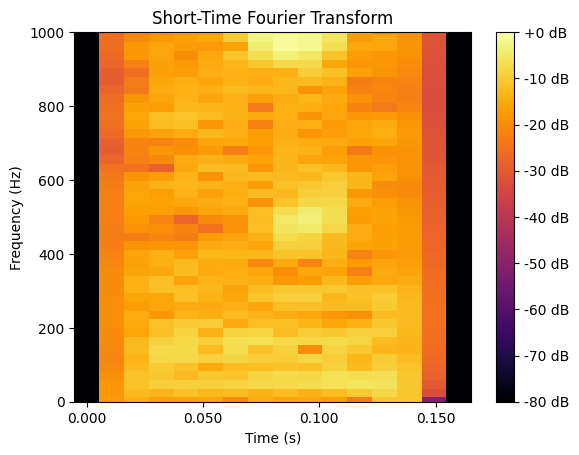 Short-Time Fourier Transform
Frequency (Hz)
1000
800
600
400
200
0
0.000
0.050
0.100
0.150
Time (s)
+0 dB
-10 dB
-20 dB
-30 dB
-40 dB
-50 dB
-60 dB
-70 dB
-80 dB